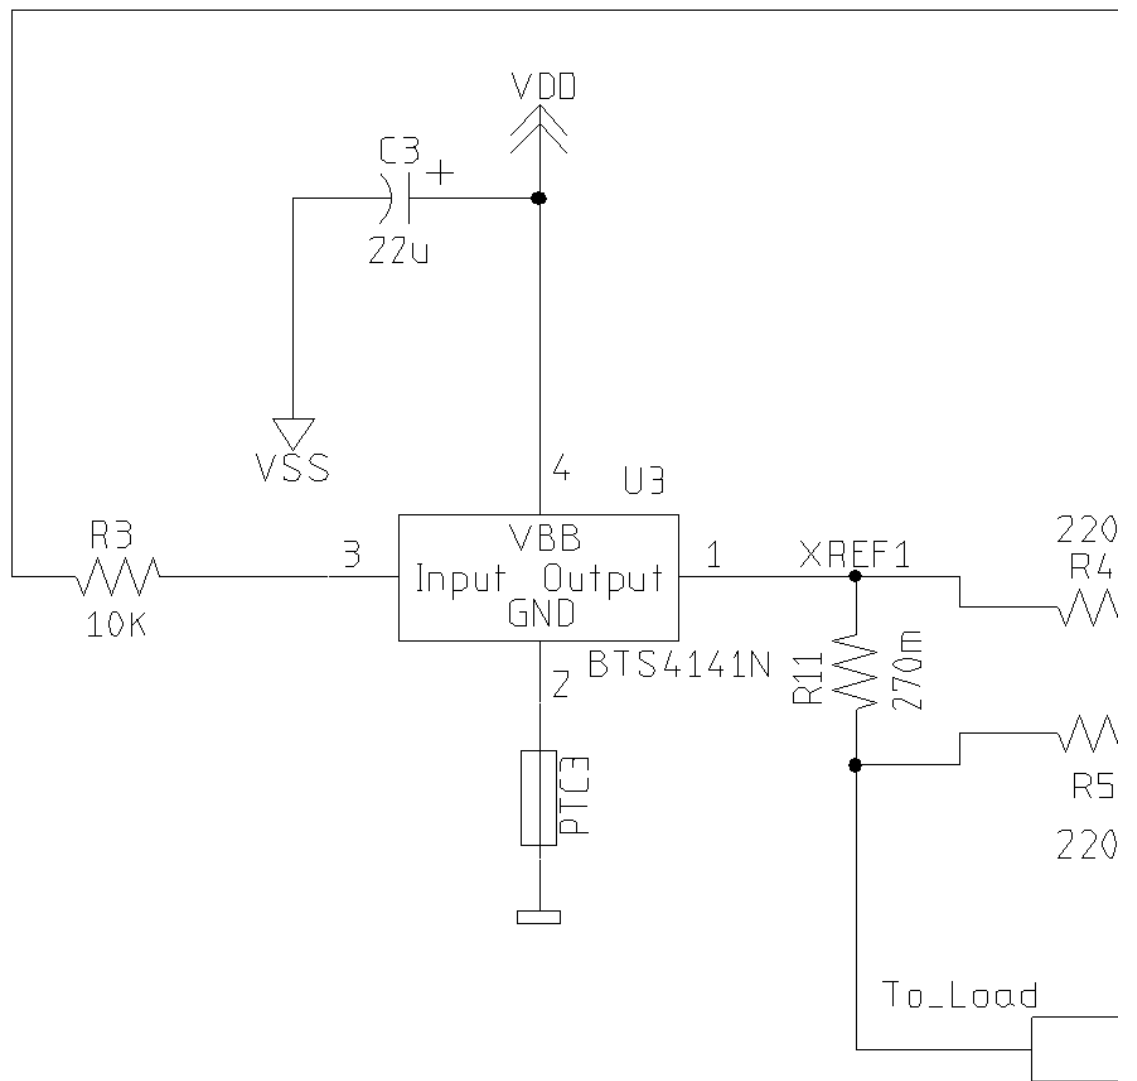 VDD
C3
+
22u
VSS
4
U3
R3
3
VBB
1
XREF1
220
R4
Input Output
10K
GND
2
BTS4141N
R11
270m
PTC3
R5
220
To_Load